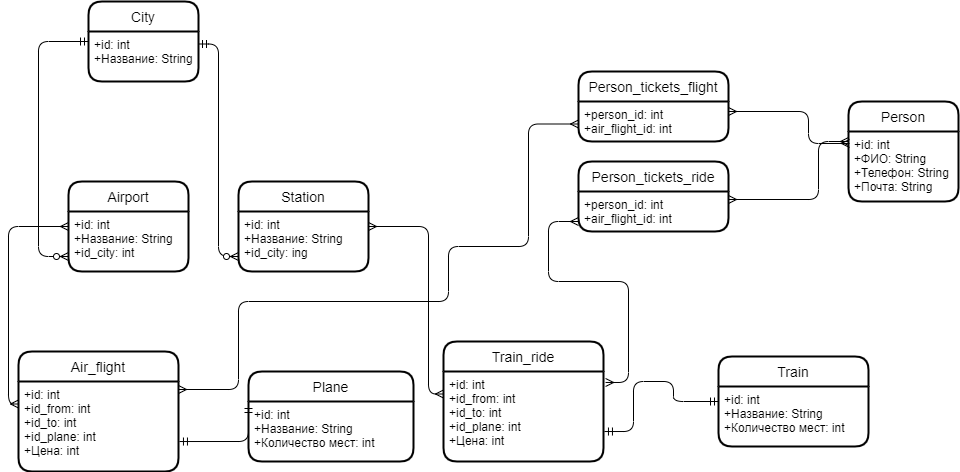 City
+id: int
+Название: String
Person_tickets_flight
+person_id: int
+air_flight_id: int
Person
+id: int
+ФИО: String
+Телефон: String
+Почта: String
Airport
+id: int
+Название: String
+id_city: int
Station
+id: int
+Название: String
+id_city: ing
Person_tickets_ride
+person_id: int
+air_flight_id: int
Air_flight
+id: int
+id_from: int
+id_to: int
+id_plane: int
+Цена: int
Plane
+id: int
+Название: String
+Количество мест: int
Train_ride
+id: int
+id_from: int
+id_to: int
+id_plane: int
+Цена: int
Train
+id: int
+Название: String
+Количество мест: int